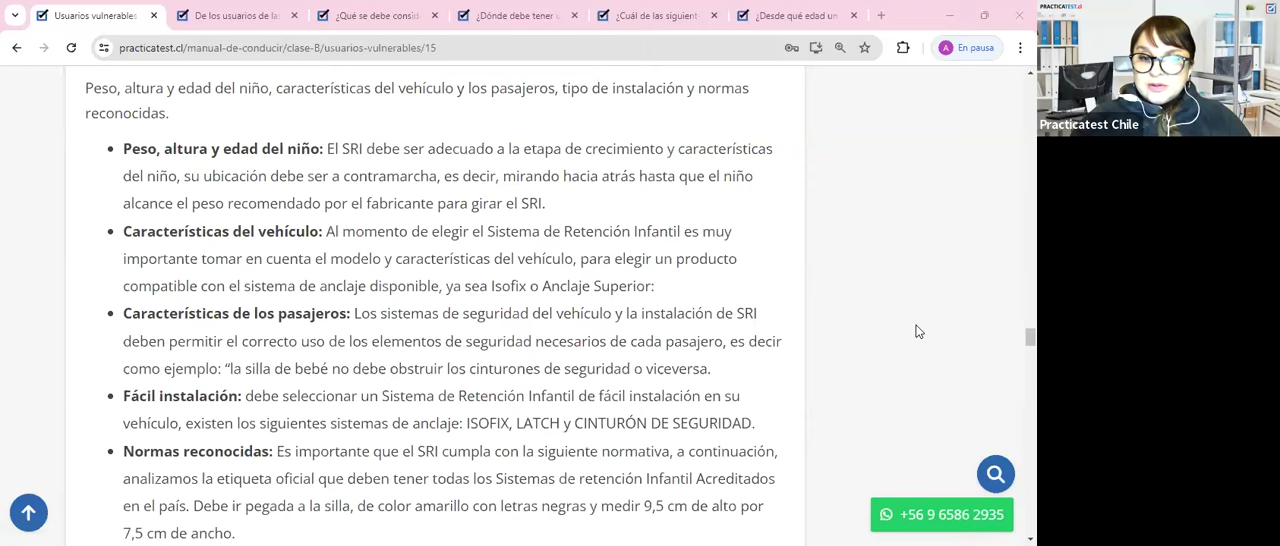 Usuarios vulnerables
De los usuarios de las
¿Qué se debe consid
¿Dónde debe tener u
¿Cuál de las siguient
¿Desde qué edad un
practicatest.cl/manual-de-conducir/clase-B/usuarios-vulnerables/15
A En pausa
PRACTICATEST.cl
Practicatest Chile
Peso, altura y edad del niño, características del vehículo y los pasajeros, tipo de instalación y normas
reconocidas.
Peso, altura y edad del niño: El SRI debe ser adecuado a la etapa de crecimiento y características
del niño, su ubicación debe ser a contramarcha, es decir, mirando hacia atrás hasta que el niño
alcance el peso recomendado por el fabricante para girar el SRI.
Características del vehículo: Al momento de elegir el Sistema de Retención Infantil es muy
importante tomar en cuenta el modelo y características del vehículo, para elegir un producto
compatible con el sistema de anclaje disponible, ya sea Isofix o Anclaje Superior:
Características de los pasajeros: Los sistemas de seguridad del vehículo y la instalación de SRI
deben permitir el correcto uso de los elementos de seguridad necesarios de cada pasajero, es decir
como ejemplo: “la silla de bebé no debe obstruir los cinturones de seguridad o viceversa.
Fácil instalación: debe seleccionar un Sistema de Retención Infantil de fácil instalación en su
vehículo, existen los siguientes sistemas de anclaje: ISOFIX, LATCH y CINTURÓN DE SEGURIDAD.
Normas reconocidas: Es importante que el SRI cumpla con la siguiente normativa, a continuación,
analizamos la etiqueta oficial que deben tener todas los Sistemas de retención Infantil Acreditados
en el país. Debe ir pegada a la silla, de color amarillo con letras negras y medir 9,5 cm de alto por
7,5 cm de ancho.
+56 9 6586 2935